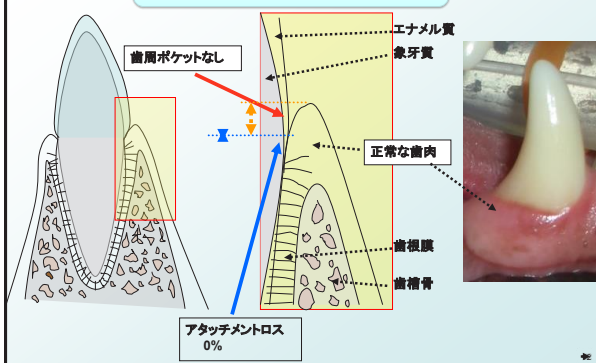 エナメル質
歯周ポケットなし
象牙質
正常な歯肉
歯根膜
歯槽骨
アタッチメントロス
0%